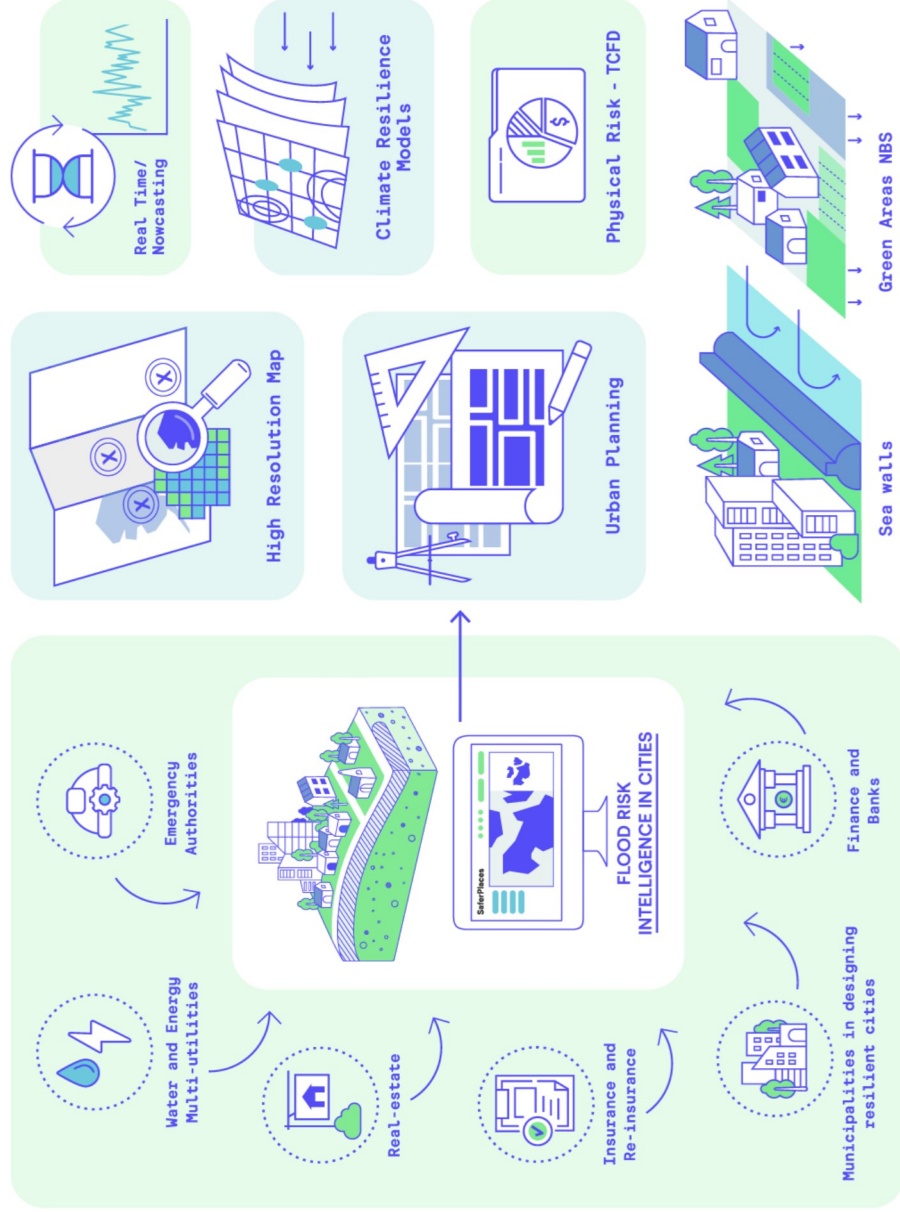 Water and Energy
Multi-utilities
Emergency
Authorities
Real-estate
Insurance and
Re-insurance
Municipalities in designing
resilient cities
Finance and
Banks
SaferPlaces
FLOOD RISK
INTELLIGENCE IN CITIES
High Resolution Map
Real Time/
Nowcasting
Climate Resilience
Models
Urban Planning
$
Physical Risk - TCFD
Sea walls
Green Areas NBS